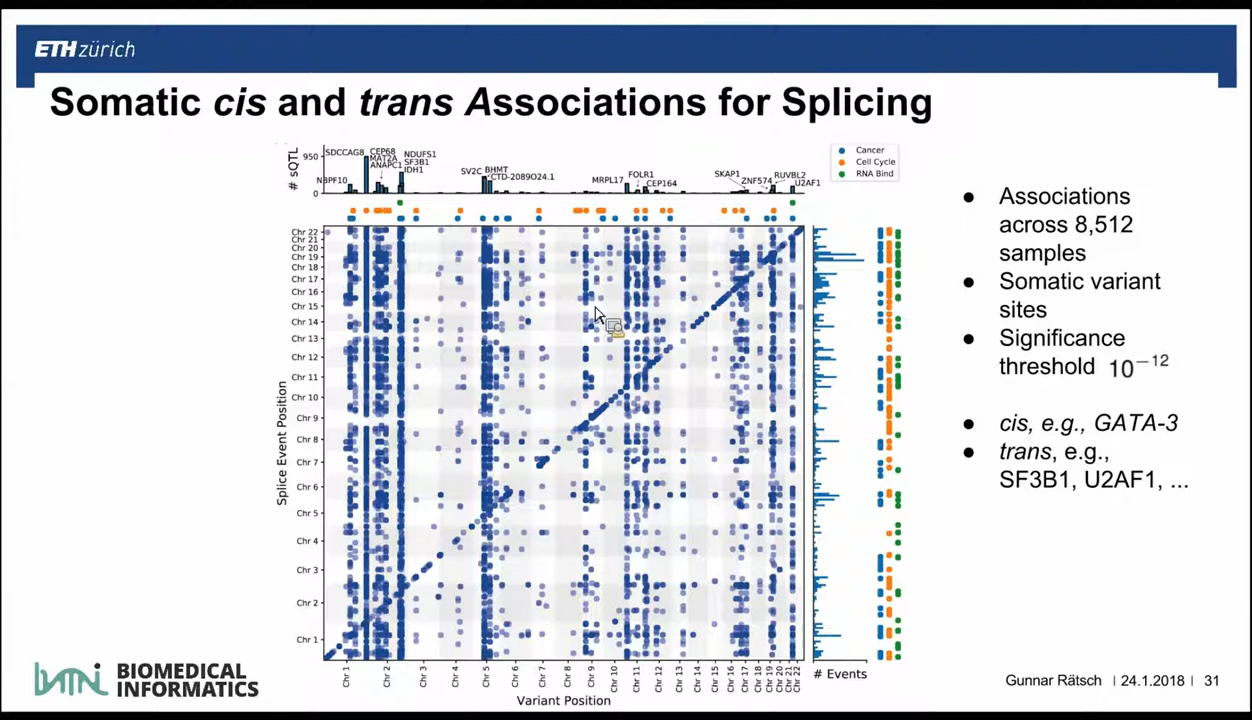 ETH zürich
Somatic cis and trans Associations for Splicing
# sQTL
950
0
NBPF10
SDCCAG8
CEP68
MAT2A
ANAPC1
NDUFS1
SF3B1
IDH1
SV2C
BHMT
CTD-2089O24.1
MRPL17
FOLR1
CEP164
SKAP1
ZNF574
RUVBL2
U2AF1
Cancer
Cell Cycle
RNA Bind
Splice Event Position
Chr 22
Chr 21
Chr 20
Chr 19
Chr 18
Chr 17
Chr 16
Chr 15
Chr 14
Chr 13
Chr 12
Chr 11
Chr 10
Chr 9
Chr 8
Chr 7
Chr 6
Chr 5
Chr 4
Chr 3
Chr 2
Chr 1
Chr 1
Chr 2
Chr 3
Chr 4
Chr 5
Chr 6
Chr 7
Chr 8
Chr 9
Chr 10
Chr 11
Chr 12
Chr 13
Chr 14
Chr 15
Chr 16
Chr 17
Chr 18
Chr 19
Chr 20
Chr 21
Chr 22
Variant Position
# Events
● Associations
across 8,512
samples
● Somatic variant
sites
● Significance
threshold 10⁻¹²
● cis, e.g., GATA-3
● trans, e.g.,
SF3B1, U2AF1, ...
BIOMEDICAL
INFORMATICS
Gunnar Rätsch | 24.1.2018 | 31